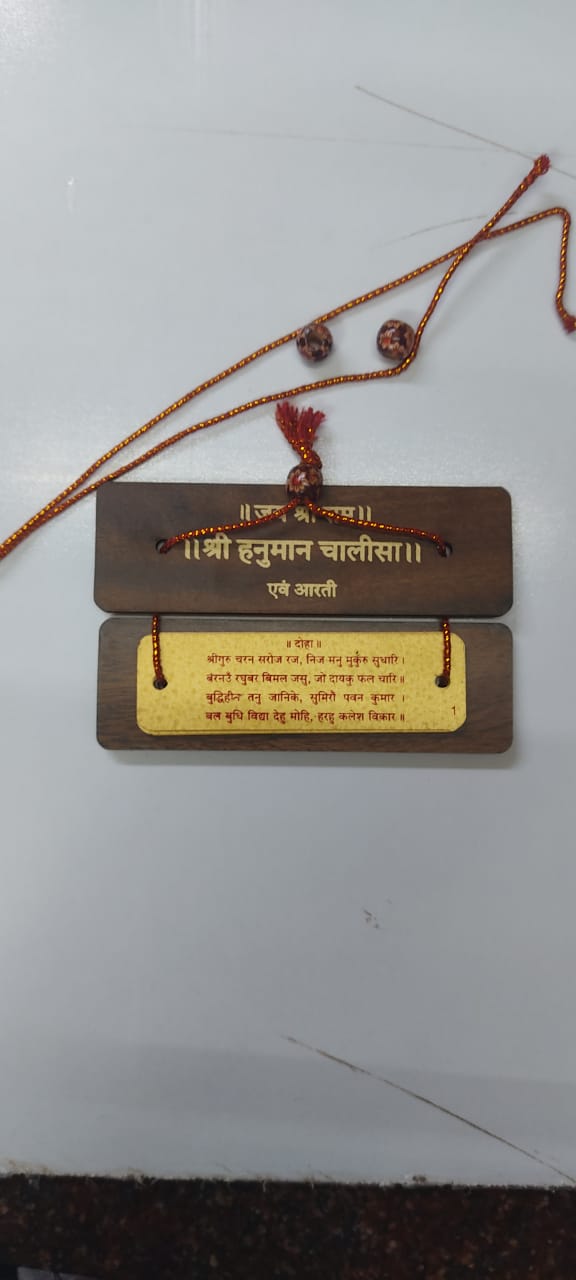 ॥जय श्री राम॥
॥श्री हनुमान चालीसा॥
एवं आरती
॥ दोहा ॥
श्रीगुरु चरन सरोज रज, निज मनु मुकुरु सुधारि।
बरनउँ रघुबर बिमल जसु, जो दायकु फल चारि॥
बुद्धिहीन तनु जानिके, सुमिरौ पवन कुमार ।
बल बुधि विद्या देहु मोहि, हरहु कलेश विकार॥
1